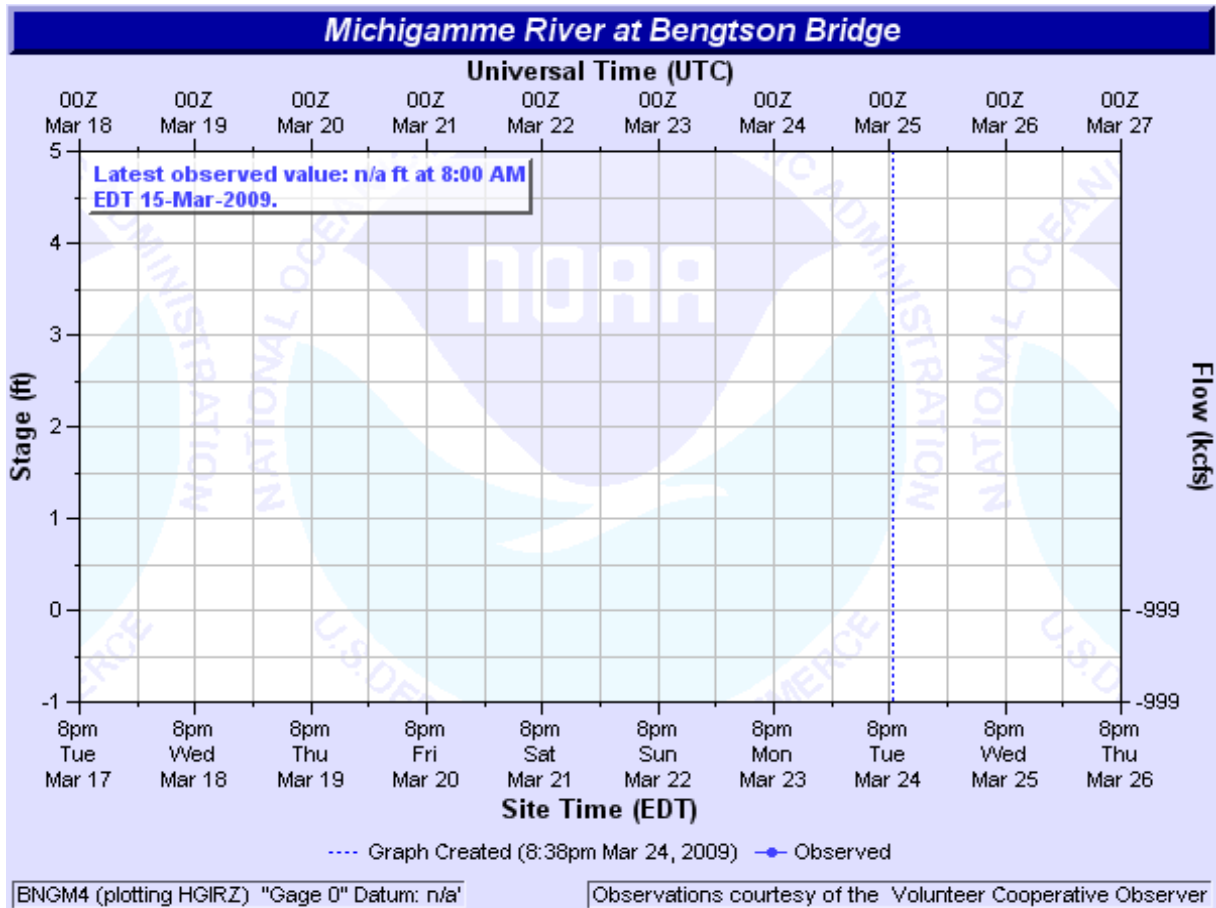 Michigamme River at Bengtson Bridge
Universal Time (UTC)
00Z 00Z 00Z 00Z 00Z 00Z 00Z 00Z 00Z 00Z
Mar 18 Mar 19 Mar 20 Mar 21 Mar 22 Mar 23 Mar 24 Mar 25 Mar 26 Mar 27
Latest observed value: n/a ft at 8:00 AM
EDT 15-Mar-2009.
NOAA
NATIONAL OCEANIC
ADMINISTRATION
U.S. DEP
MERCE
Stage (ft)
5
4
3
2
1
0
-1
Flow (kcfs)
-999
-999
8pm 8pm 8pm 8pm 8pm 8pm 8pm 8pm 8pm 8pm
Tue Wed Thu Fri Sat Sun Mon Tue Wed Thu
Mar 17 Mar 18 Mar 19 Mar 20 Mar 21 Mar 22 Mar 23 Mar 24 Mar 25 Mar 26
Site Time (EDT)
Graph Created (8:38pm Mar 24, 2009) Observed
BNGM4 (plotting HGIRZ) "Gage 0" Datum: n/a' Observations courtesy of the Volunteer Cooperative Observer